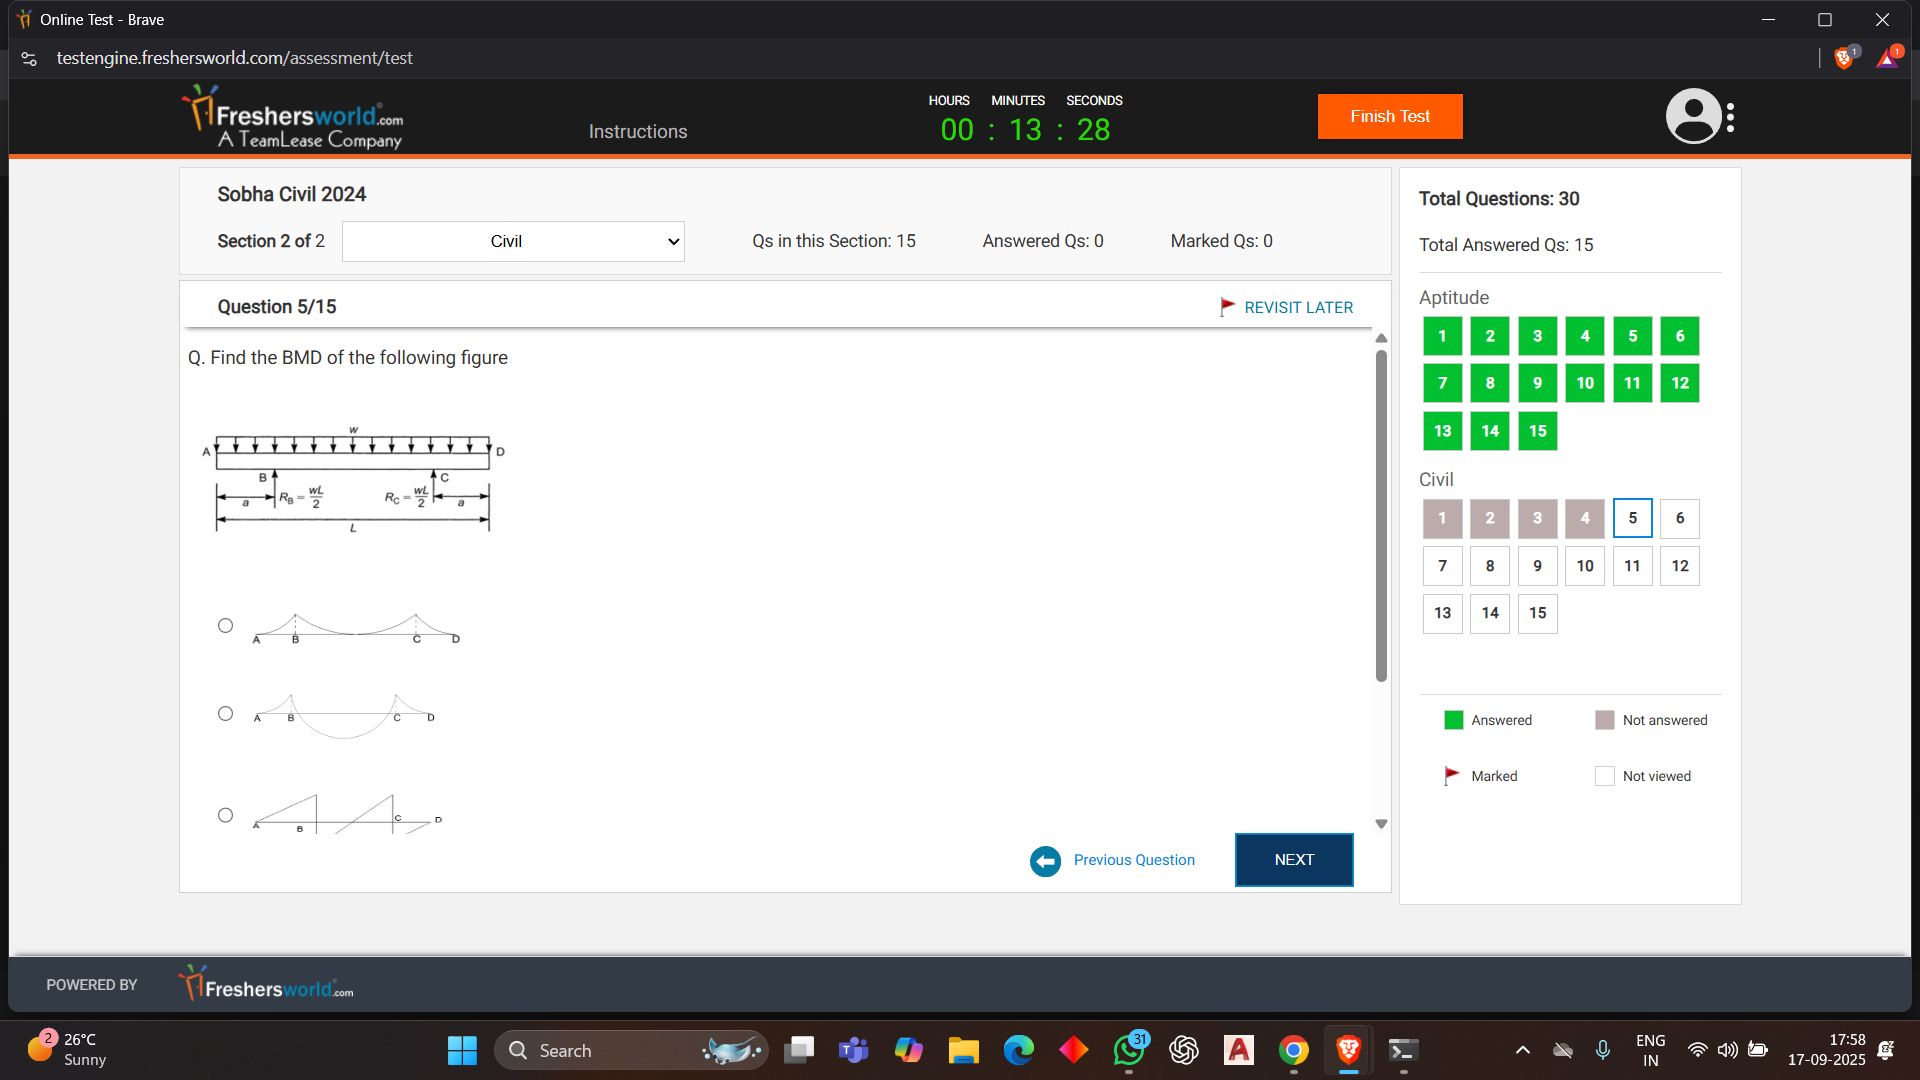 Online Test - Brave
testengine.freshersworld.com/assessment/test
1
1
Freshersworld.com
A TeamLease Company
Instructions
HOURS MINUTES SECONDS
00 : 13 : 28
Finish Test
Sobha Civil 2024
Section 2 of 2
Civil
Qs in this Section: 15
Answered Qs: 0
Marked Qs: 0
Question 5/15
REVISIT LATER
Q. Find the BMD of the following figure
w
A
D
B
C
a
R_B = wL/2
R_C = wL/2
a
L
A B C D
A B C D
A B C D
Previous Question
NEXT
Total Questions: 30
Total Answered Qs: 15
Aptitude
1 2 3 4 5 6
7 8 9 10 11 12
13 14 15
Civil
1 2 3 4 5 6
7 8 9 10 11 12
13 14 15
Answered
Not answered
Marked
Not viewed
POWERED BY
Freshersworld.com
2
26°C
Sunny
Search
T
31
A
ENG
IN
17:58
17-09-2025